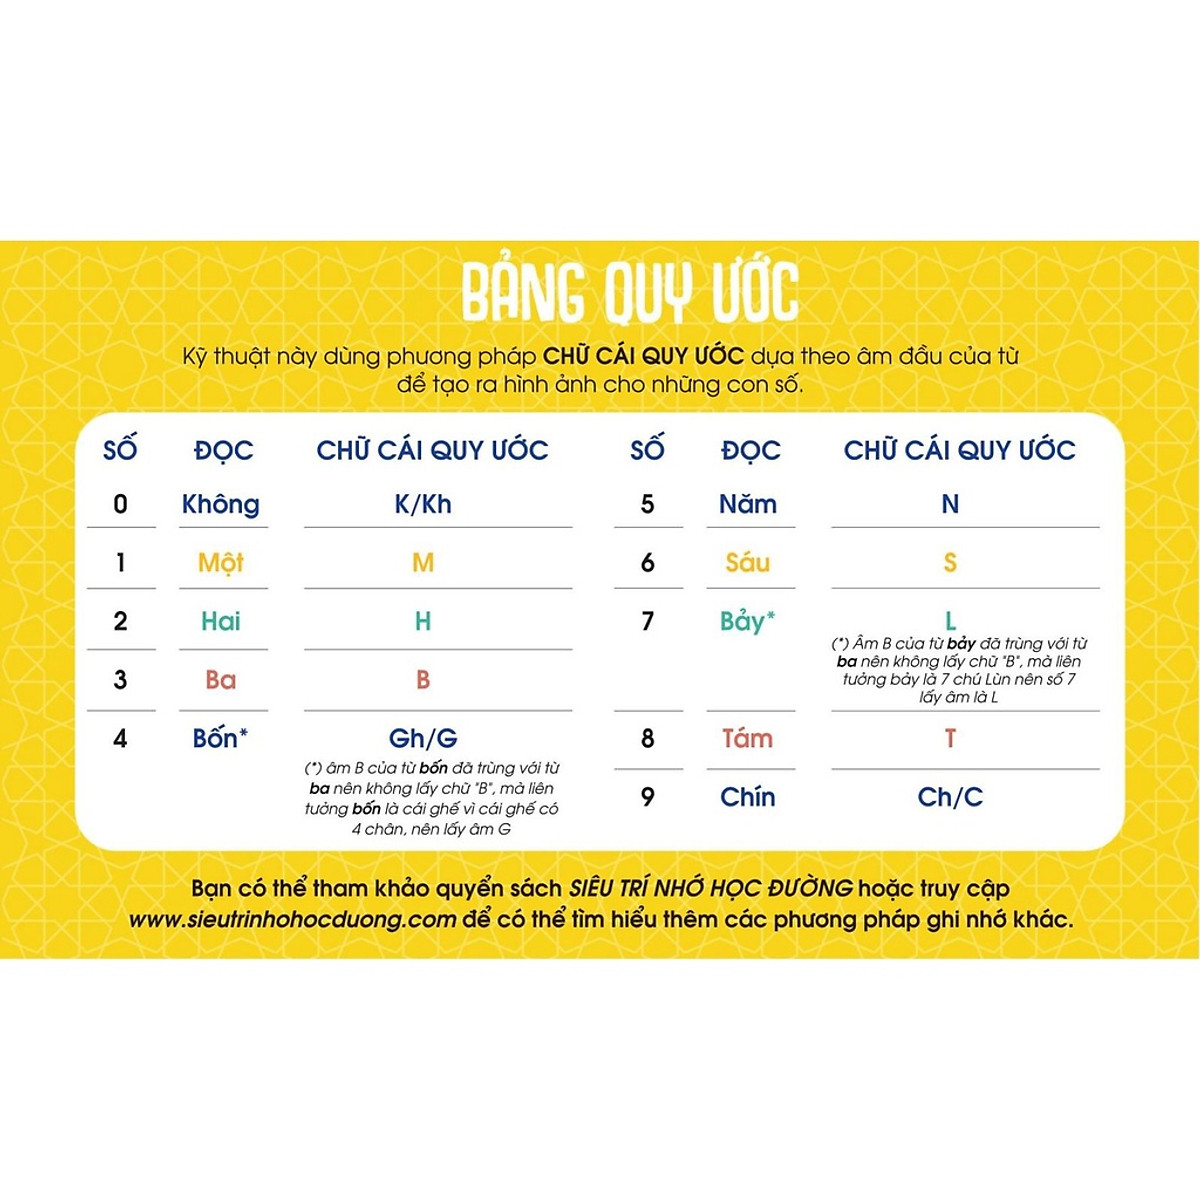 BẢNG QUY ƯỚC
Kỹ thuật này dùng phương pháp CHỮ CÁI QUY ƯỚC dựa theo âm đầu của từ
để tạo ra hình ảnh cho những con số.
SỐ ĐỌC CHỮ CÁI QUY ƯỚC
0 Không K/Kh
1 Một M
2 Hai H
3 Ba B
4 Bốn* Gh/G
(*) âm B của từ bốn đã trùng với từ
ba nên không lấy chữ "B", mà liên
tưởng bốn là cái ghế vì cái ghế có
4 chân, nên lấy âm G
SỐ ĐỌC CHỮ CÁI QUY ƯỚC
5 Năm N
6 Sáu S
7 Bảy* L
(*) Âm B của từ bảy đã trùng với từ
ba nên không lấy chữ "B", mà liên
tưởng bảy là 7 chú Lùn nên số 7
lấy âm là L
8 Tám T
9 Chín Ch/C
Bạn có thể tham khảo quyển sách SIÊU TRÍ NHỚ HỌC ĐƯỜNG hoặc truy cập
www.sieutrinhohocduong.com để có thể tìm hiểu thêm các phương pháp ghi nhớ khác.